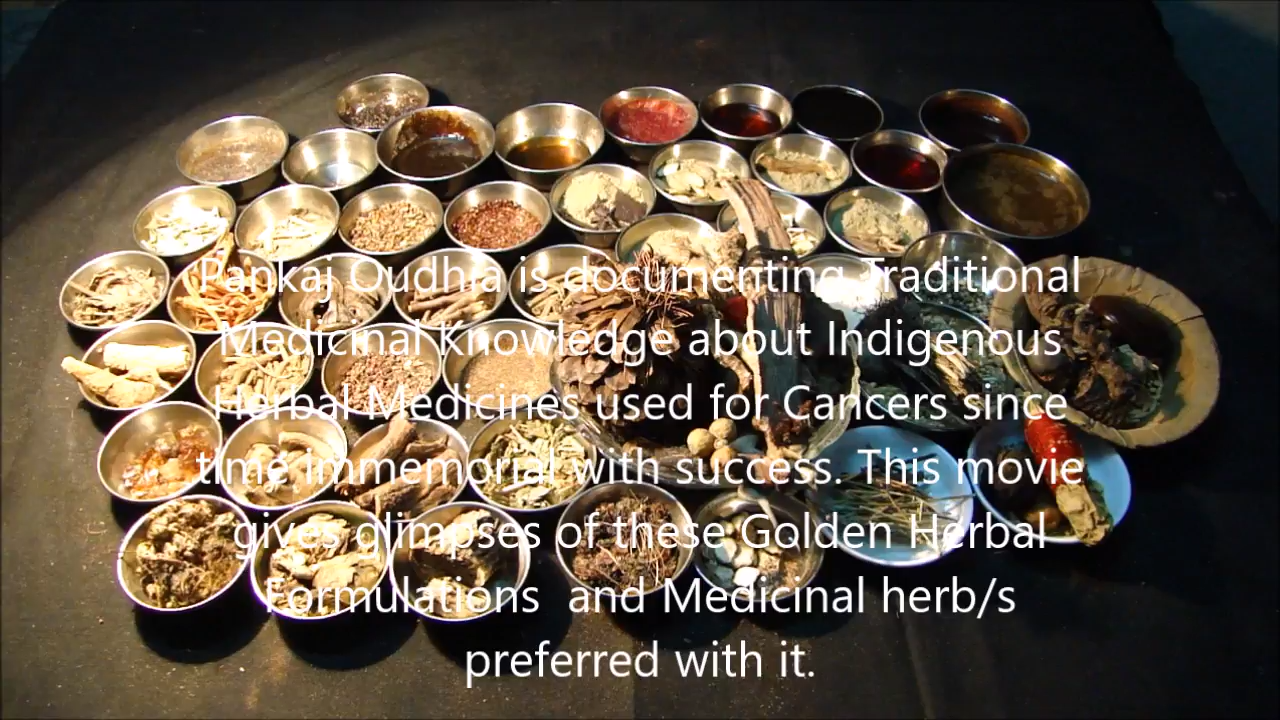 Pankaj Oudhia is documenting Traditional
Medicinal Knowledge about Indigenous
Herbal Medicines used for Cancers since
time immemorial with success. This movie
gives glimpses of these Golden Herbal
Formulations  and Medicinal herb/s
preferred with it.